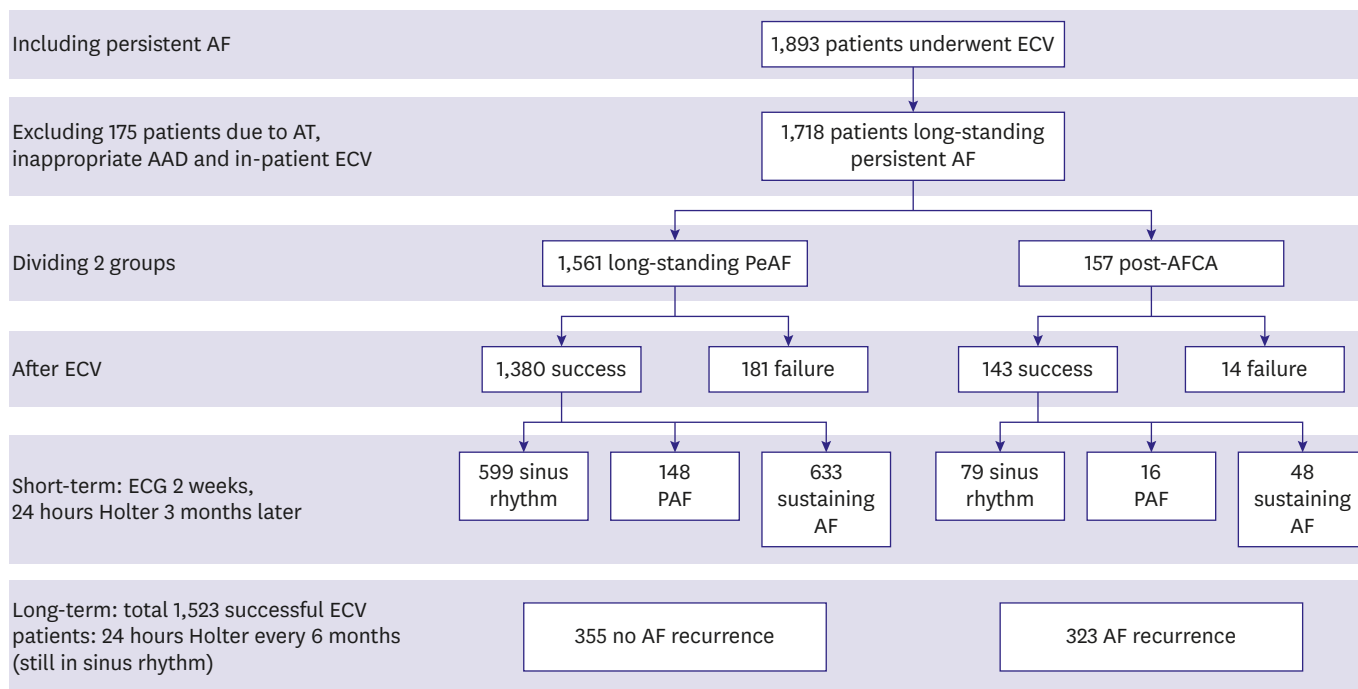 Including persistent AF
1,893 patients underwent ECV
Excluding 175 patients due to AT,
inappropriate AAD and in-patient ECV
1,718 patients long-standing
persistent AF
Dividing 2 groups
1,561 long-standing PeAF
157 post-AFCA
After ECV
1,380 success
181 failure
143 success
14 failure
Short-term: ECG 2 weeks,
24 hours Holter 3 months later
599 sinus
rhythm
148
PAF
633
sustaining
AF
79 sinus
rhythm
16
PAF
48
sustaining
AF
Long-term: total 1,523 successful ECV
patients: 24 hours Holter every 6 months
(still in sinus rhythm)
355 no AF recurrence
323 AF recurrence